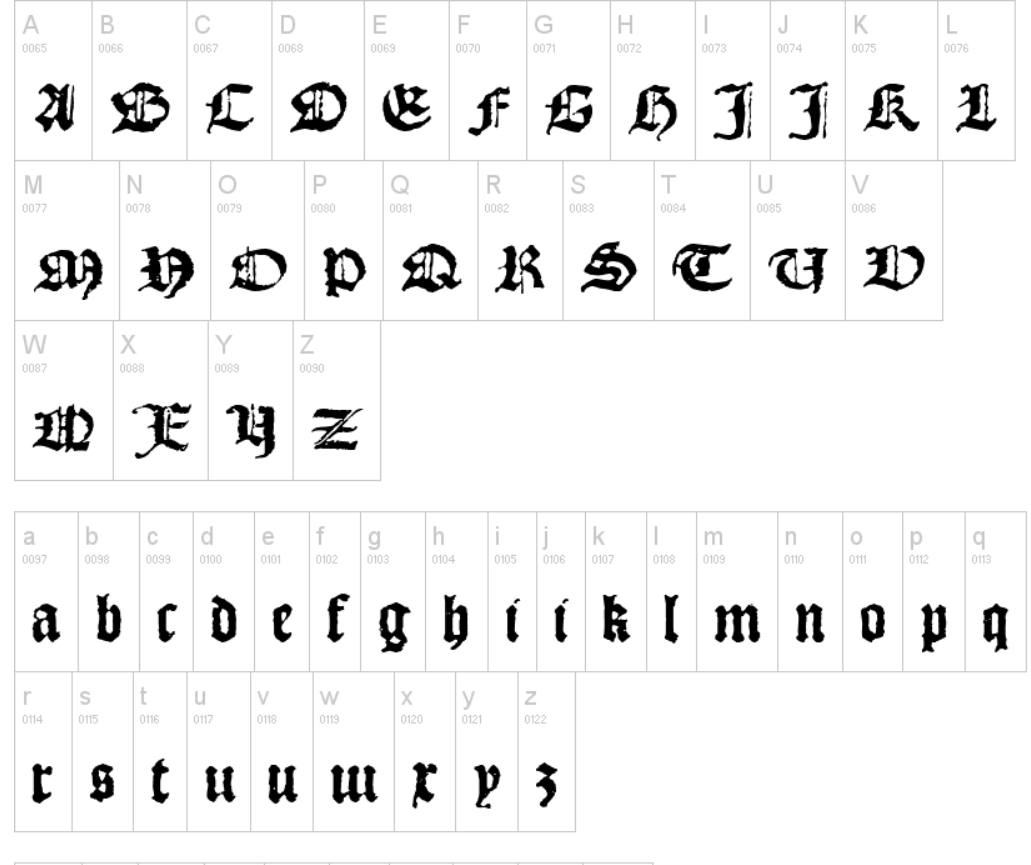 A B C D E F G H I J K L
0065 0066 0067 0068 0069 0070 0071 0072 0073 0074 0075 0076
A B C D E F G H I J K L
M N O P Q R S T U V
0077 0078 0079 0080 0081 0082 0083 0084 0085 0086
M N O P Q R S T U V
W X Y Z
0087 0088 0089 0090
W X Y Z
a b c d e f g h i j k l m n o p q
0097 0098 0099 0100 0101 0102 0103 0104 0105 0106 0107 0108 0109 0110 0111 0112 0113
a b c d e f g h i i k l m n o p q
r s t u v w x y z
0114 0115 0116 0117 0118 0119 0120 0121 0122
r s t u u w x y z